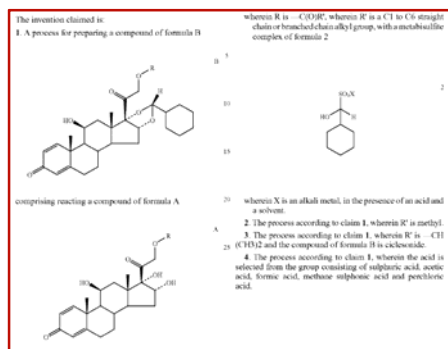 The invention claimed is:
1. A process for preparing a compound of formula B
B
R
O
O
HO
O
O
H
O
comprising reacting a compound of formula A
A
R
O
O
HO
OH
OH
O
5
10
15
20
25
wherein R is —C(O)R', wherein R' is a C1 to C6 straight
chain or branched chain alkyl group, with a metabisulfite
complex of formula 2
2
SO₃X
HO
H
wherein X is an alkali metal, in the presence of an acid and
a solvent.
2. The process according to claim 1, wherein R' is methyl.
3. The process according to claim 1, wherein R' is —CH
(CH3)2 and the compound of formula B is ciclesonide.
4. The process according to claim 1, wherein the acid is
selected from the group consisting of sulphuric acid, acetic
acid, formic acid, methane sulphonic acid and perchloric
acid.